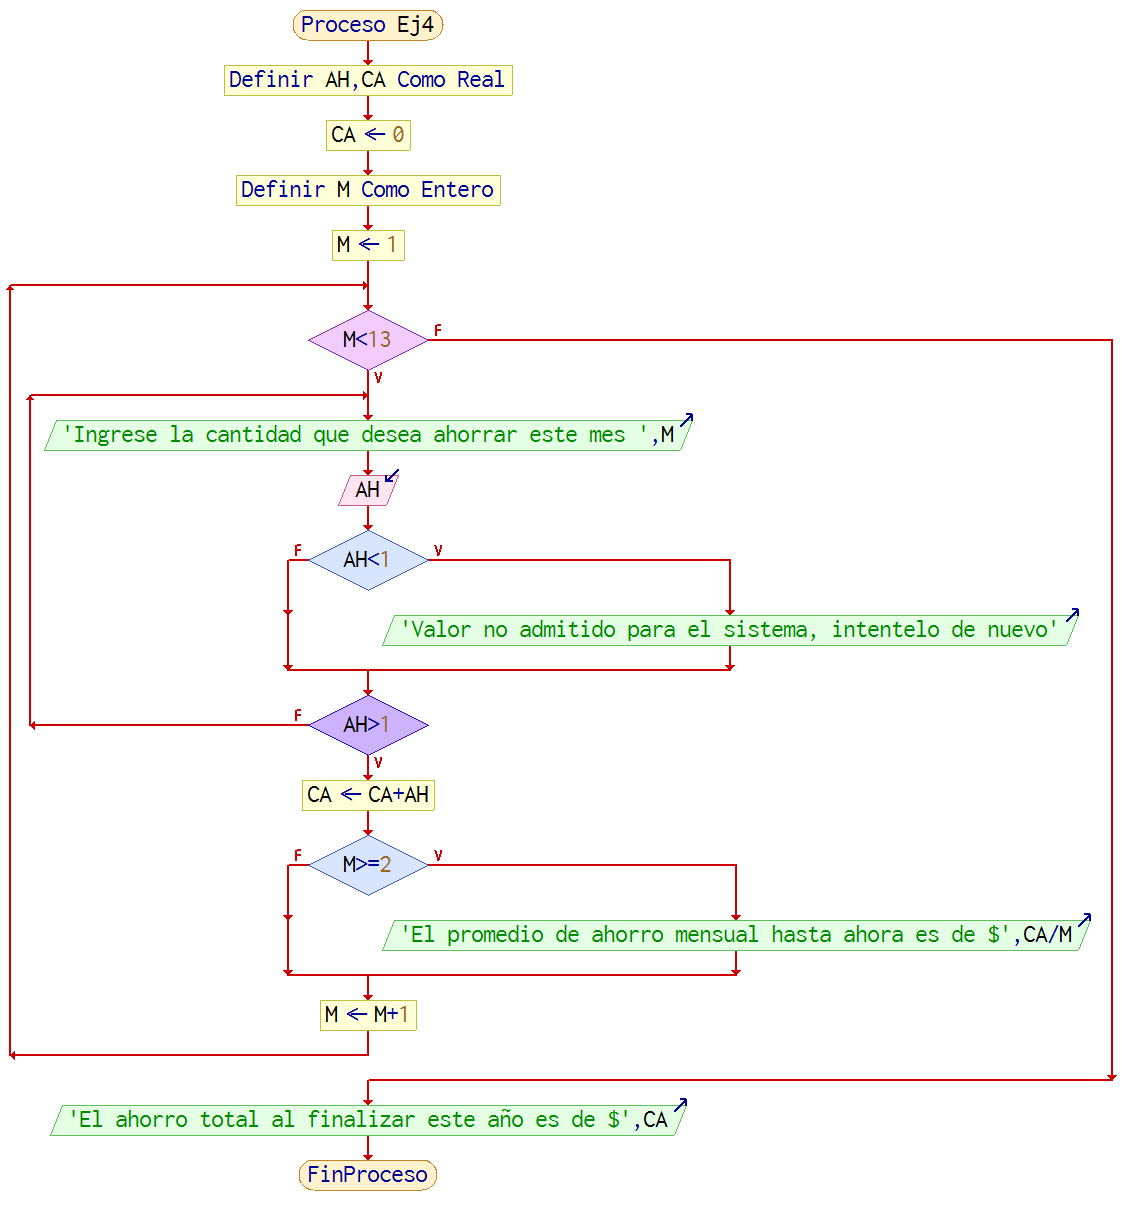 Proceso Ej4
Definir AH,CA Como Real
CA ← 0
Definir M Como Entero
M ← 1
M<13
F
V
'Ingrese la cantidad que desea ahorrar este mes ',M
AH
F
AH<1
V
'Valor no admitido para el sistema, intentelo de nuevo'
F
AH>1
V
CA ← CA+AH
F
M>=2
V
'El promedio de ahorro mensual hasta ahora es de $',CA/M
M ← M+1
'El ahorro total al finalizar este año es de $',CA
FinProceso